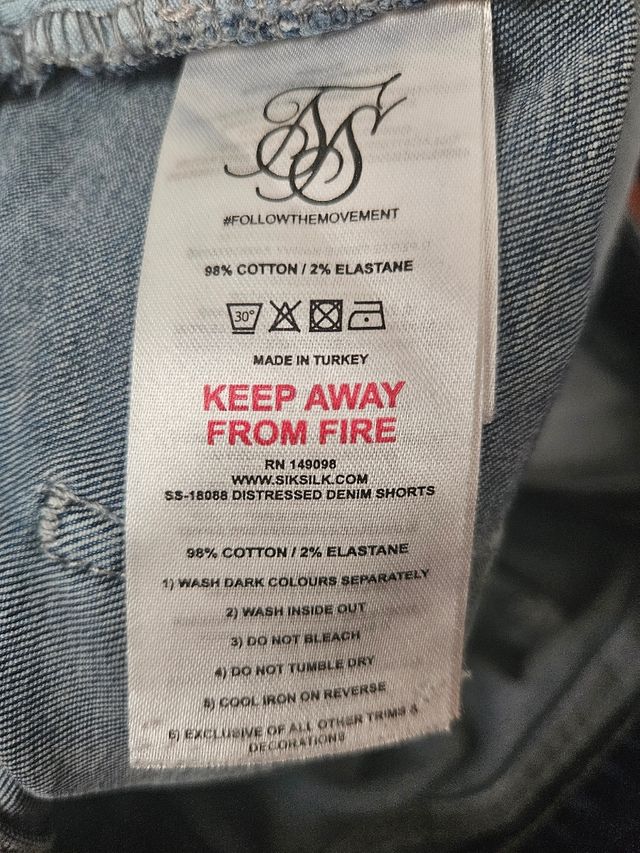 #FOLLOWTHEMOVEMENT
98% COTTON / 2% ELASTANE
30°
MADE IN TURKEY
KEEP AWAY
FROM FIRE
RN 149098
WWW.SIKSILK.COM
SS-18088 DISTRESSED DENIM SHORTS
98% COTTON / 2% ELASTANE
1) WASH DARK COLOURS SEPARATELY
2) WASH INSIDE OUT
3) DO NOT BLEACH
4) DO NOT TUMBLE DRY
5) COOL IRON ON REVERSE
6) EXCLUSIVE OF ALL OTHER TRIMS &
DECORATIONS